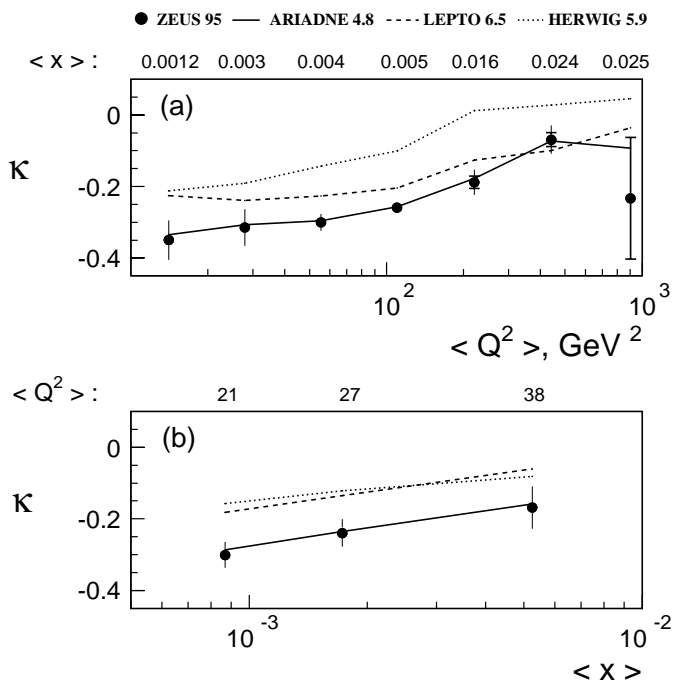 ZEUS 95 ARIADNE 4.8 LEPTO 6.5 HERWIG 5.9
< x > : 0.0012 0.003 0.004 0.005 0.016 0.024 0.025
(a)
0
κ
-0.2
-0.4
10² 10³
< Q² >, GeV²
< Q² > : 21 27 38
(b)
0
κ
-0.2
-0.4
10⁻³ 10⁻²
< x >